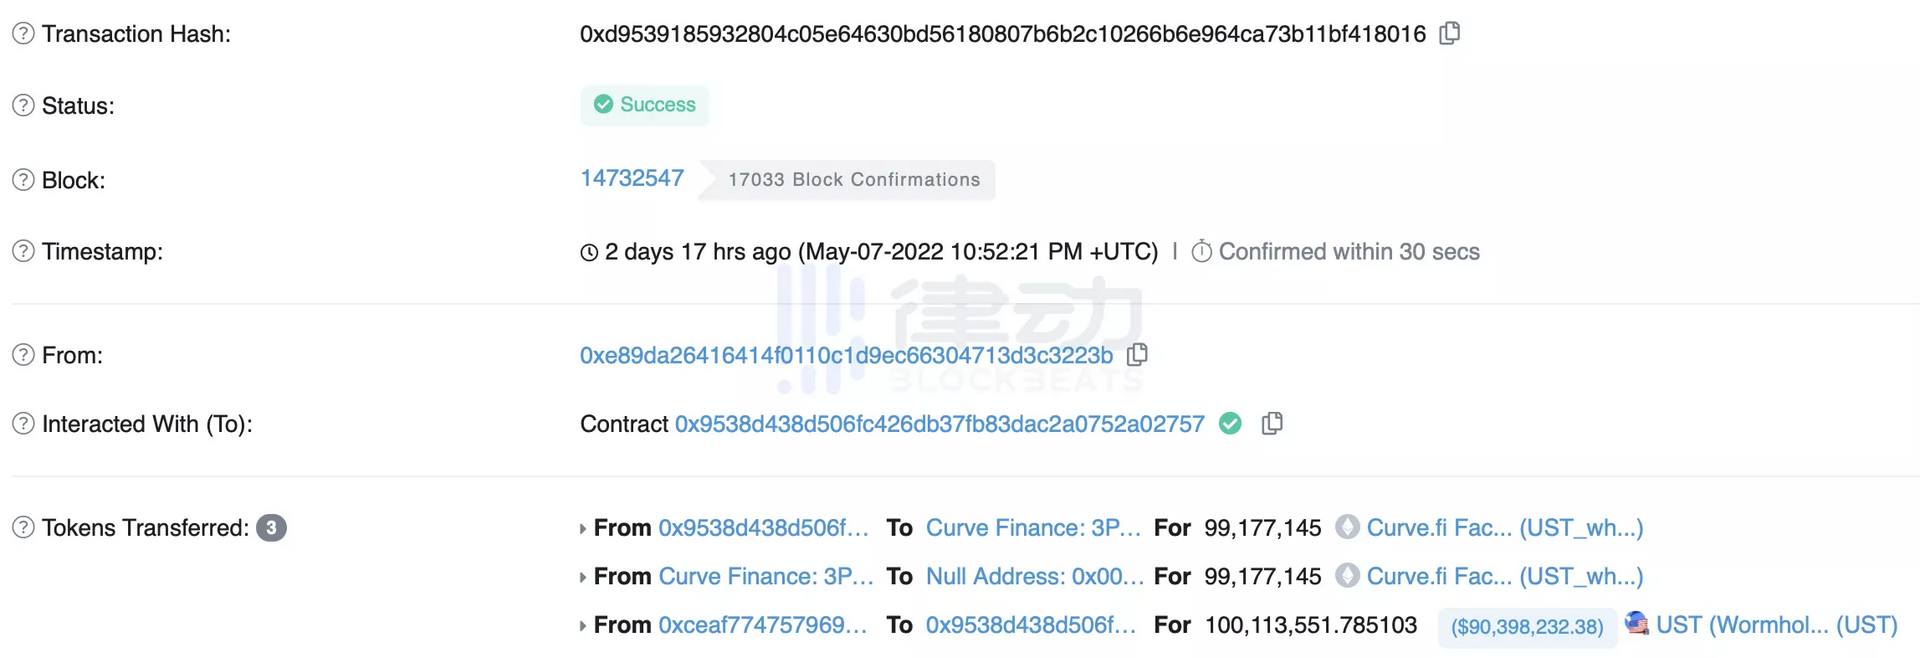 Transaction Hash: 0xd9539185932804c05e64630bd56180807b6b2c10266b6e964ca73b11bf418016
Status: Success
Block: 14732547 17033 Block Confirmations
Timestamp: 2 days 17 hrs ago (May-07-2022 10:52:21 PM +UTC) | Confirmed within 30 secs
律动
From: 0xe89da26416414f0110c1d9ec66304713d3c3223b
BLOCKBEATS
Interacted With (To): Contract 0x9538d438d506fc426db37fb83dac2a0752a02757
Tokens Transferred: 3 From 0x9538d438d506f... To Curve Finance: 3P... For 99,177,145 Curve.fi Fac... (UST_wh...)
From Curve Finance: 3P... To Null Address: 0x00... For 99,177,145 Curve.fi Fac... (UST_wh...)
From 0xceaf774757969... To 0x9538d438d506f... For 100,113,551.785103 ($90,398,232.38) UST (Wormhol... (UST)